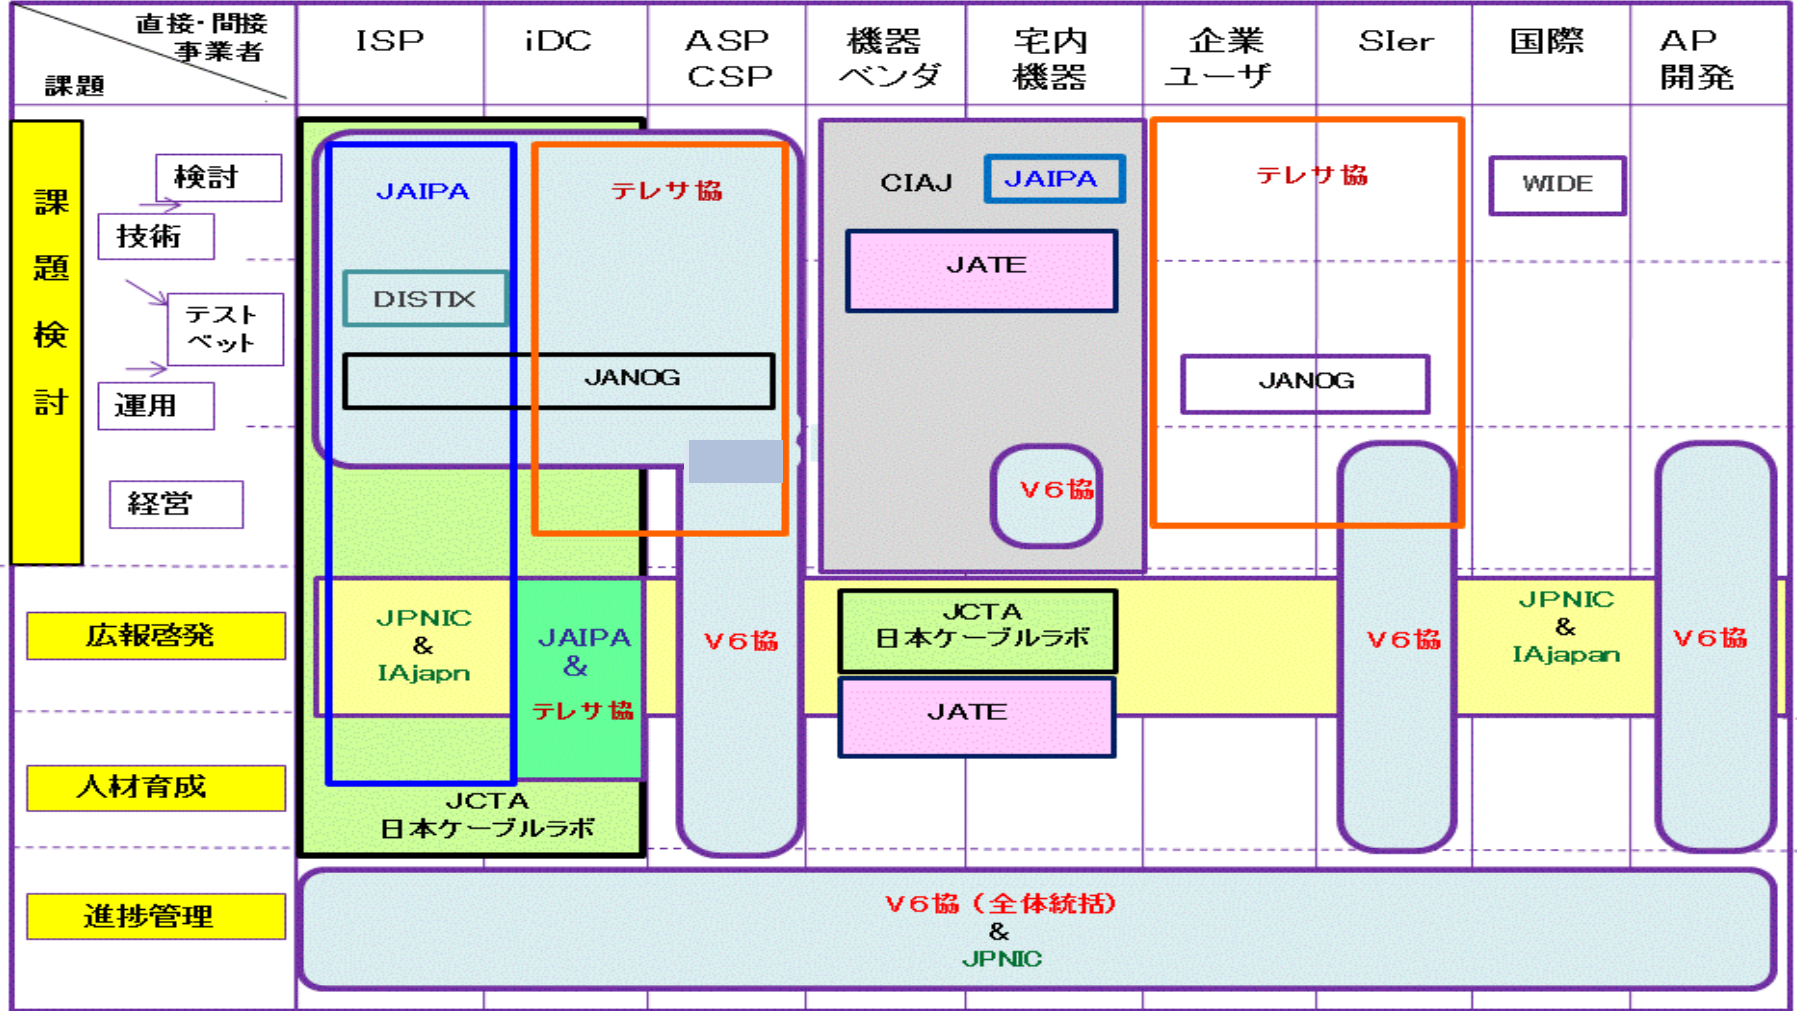 直接・間接
事業者
課題
ISP
iDC
ASP
CSP
機器
ベンダ
宅内
機器
企業
ユーザ
SIer
国際
AP
開発
課題検討
検討
技術
テスト
ベット
運用
経営
JAIPA
テレサ協
DISTIX
JANOG
CIAJ
JAIPA
JATE
V6協
テレサ協
JANOG
WIDE
広報啓発
JPNIC
&
IAjapn
JAIPA
&
テレサ協
V6協
JCTA
日本ケーブルラボ
JATE
V6協
JPNIC
&
IAjapan
V6協
人材育成
JCTA
日本ケーブルラボ
進捗管理
V6協（全体統括）
&
JPNIC